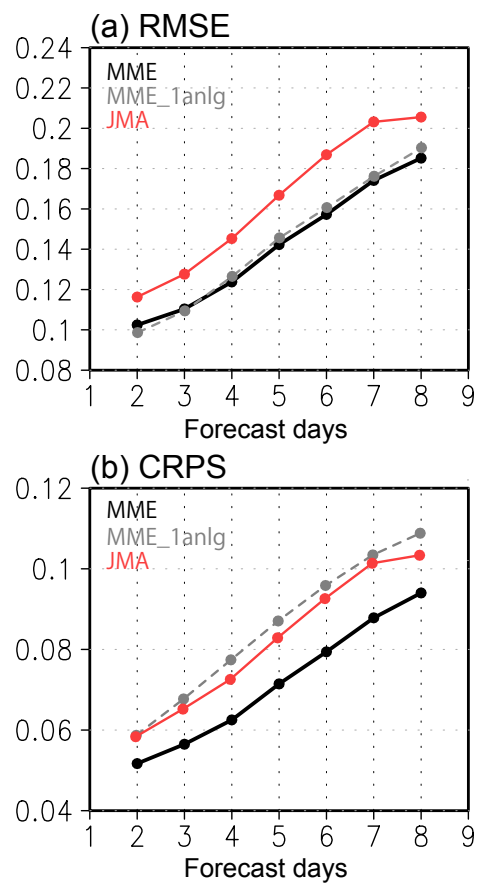 (a) RMSE
0.24
0.22
0.2
0.18
0.16
0.14
0.12
0.1
0.08
MME
MME_1anlg
JMA
1 2 3 4 5 6 7 8 9
Forecast days
(b) CRPS
0.12
0.1
0.08
0.06
0.04
MME
MME_1anlg
JMA
1 2 3 4 5 6 7 8 9
Forecast days